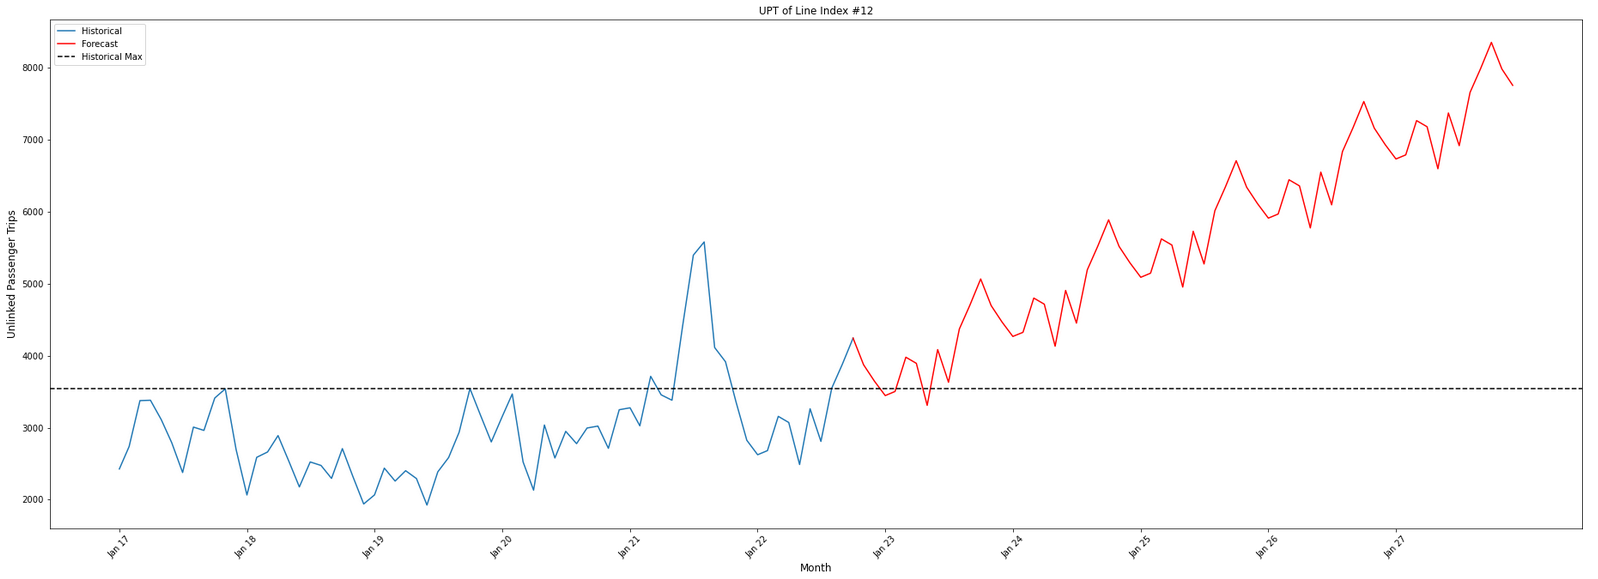 UPT of Line Index #12
Historical
Forecast
Historical Max
Unlinked Passenger Trips
8000
7000
6000
5000
4000
3000
2000
Jan 17
Jan 18
Jan 19
Jan 20
Jan 21
Jan 22
Jan 23
Jan 24
Jan 25
Jan 26
Jan 27
Month